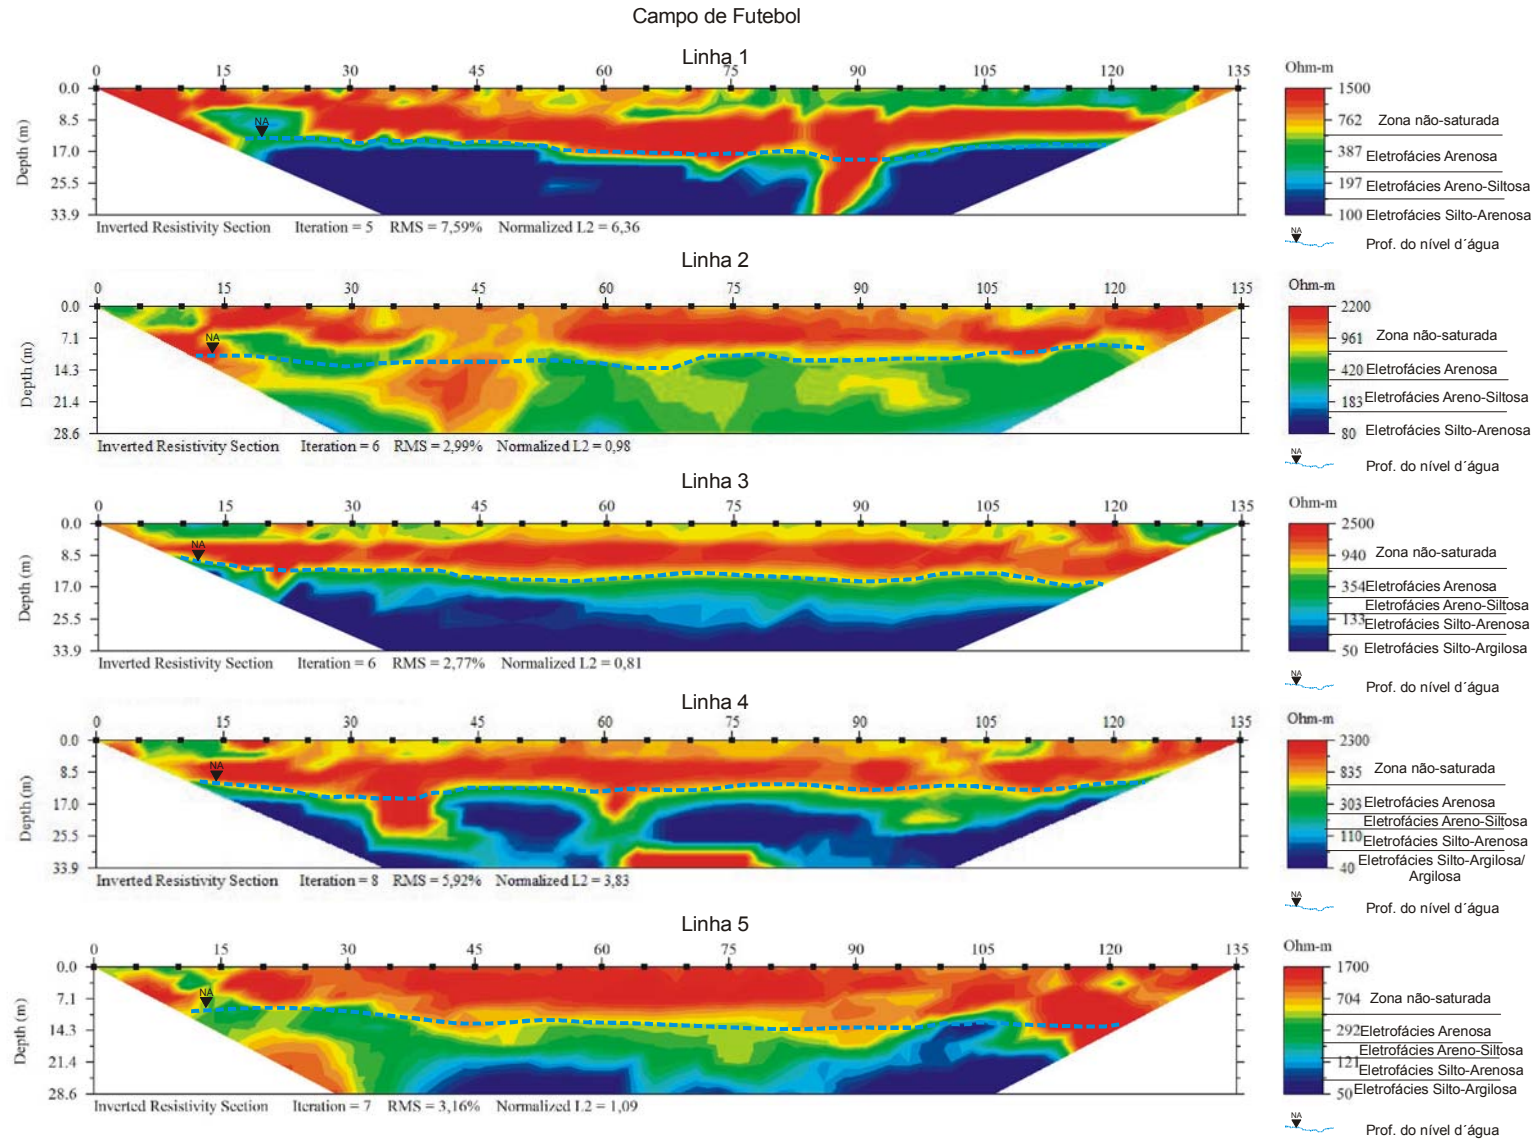 Campo de Futebol
Linha 1
0 15 30 45 60 75 90 105 120 135
Depth (m)
0.0
8.5
17.0
25.5
33.9
NA
Inverted Resistivity Section Iteration = 5 RMS = 7,59% Normalized L2 = 6,36
Ohm-m
1500
762 Zona não-saturada
387 Eletrofácies Arenosa
197 Eletrofácies Areno-Siltosa
100 Eletrofácies Silto-Arenosa
NA Prof. do nível d´água
Linha 2
0 15 30 45 60 75 90 105 120 135
Depth (m)
0.0
7.1
14.3
21.4
28.6
NA
Inverted Resistivity Section Iteration = 6 RMS = 2,99% Normalized L2 = 0,98
Ohm-m
2200
961 Zona não-saturada
420 Eletrofácies Arenosa
183 Eletrofácies Areno-Siltosa
80 Eletrofácies Silto-Arenosa
NA Prof. do nível d´água
Linha 3
0 15 30 45 60 75 90 105 120 135
Depth (m)
0.0
8.5
17.0
25.5
33.9
NA
Inverted Resistivity Section Iteration = 6 RMS = 2,77% Normalized L2 = 0,81
Ohm-m
2500
940 Zona não-saturada
354 Eletrofácies Arenosa
Eletrofácies Areno-Siltosa
133 Eletrofácies Silto-Arenosa
50 Eletrofácies Silto-Argilosa
NA Prof. do nível d´água
Linha 4
0 15 30 45 60 75 90 105 120 135
Depth (m)
0.0
8.5
17.0
25.5
33.9
NA
Inverted Resistivity Section Iteration = 8 RMS = 5,92% Normalized L2 = 3,83
Ohm-m
2300
835 Zona não-saturada
303 Eletrofácies Arenosa
Eletrofácies Areno-Siltosa
110 Eletrofácies Silto-Arenosa
40 Eletrofácies Silto-Argilosa/
Argilosa
NA Prof. do nível d´água
Linha 5
0 15 30 45 60 75 90 105 120 135
Depth (m)
0.0
7.1
14.3
21.4
28.6
NA
Inverted Resistivity Section Iteration = 7 RMS = 3,16% Normalized L2 = 1,09
Ohm-m
1700
704 Zona não-saturada
292 Eletrofácies Arenosa
Eletrofácies Areno-Siltosa
121 Eletrofácies Silto-Arenosa
50 Eletrofácies Silto-Argilosa
NA Prof. do nível d´água